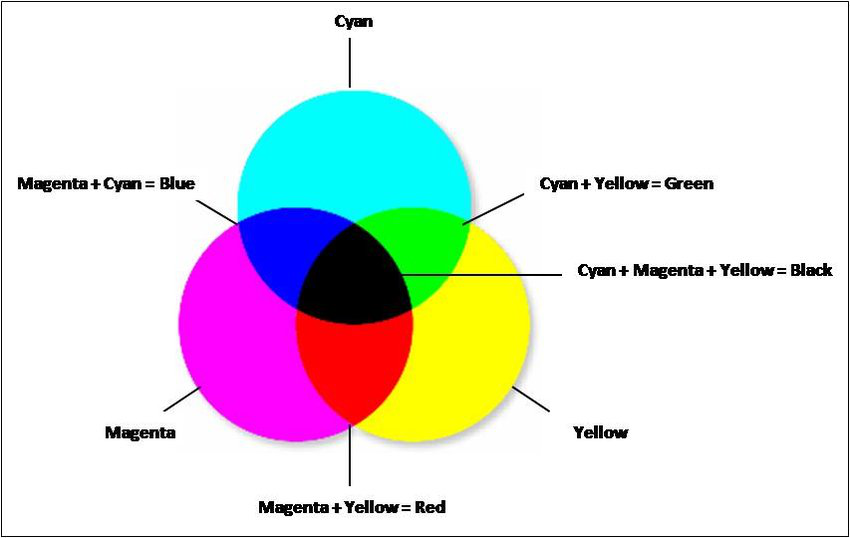 Cyan
Magenta + Cyan = Blue
Cyan + Yellow = Green
Cyan + Magenta + Yellow = Black
Magenta
Yellow
Magenta + Yellow = Red